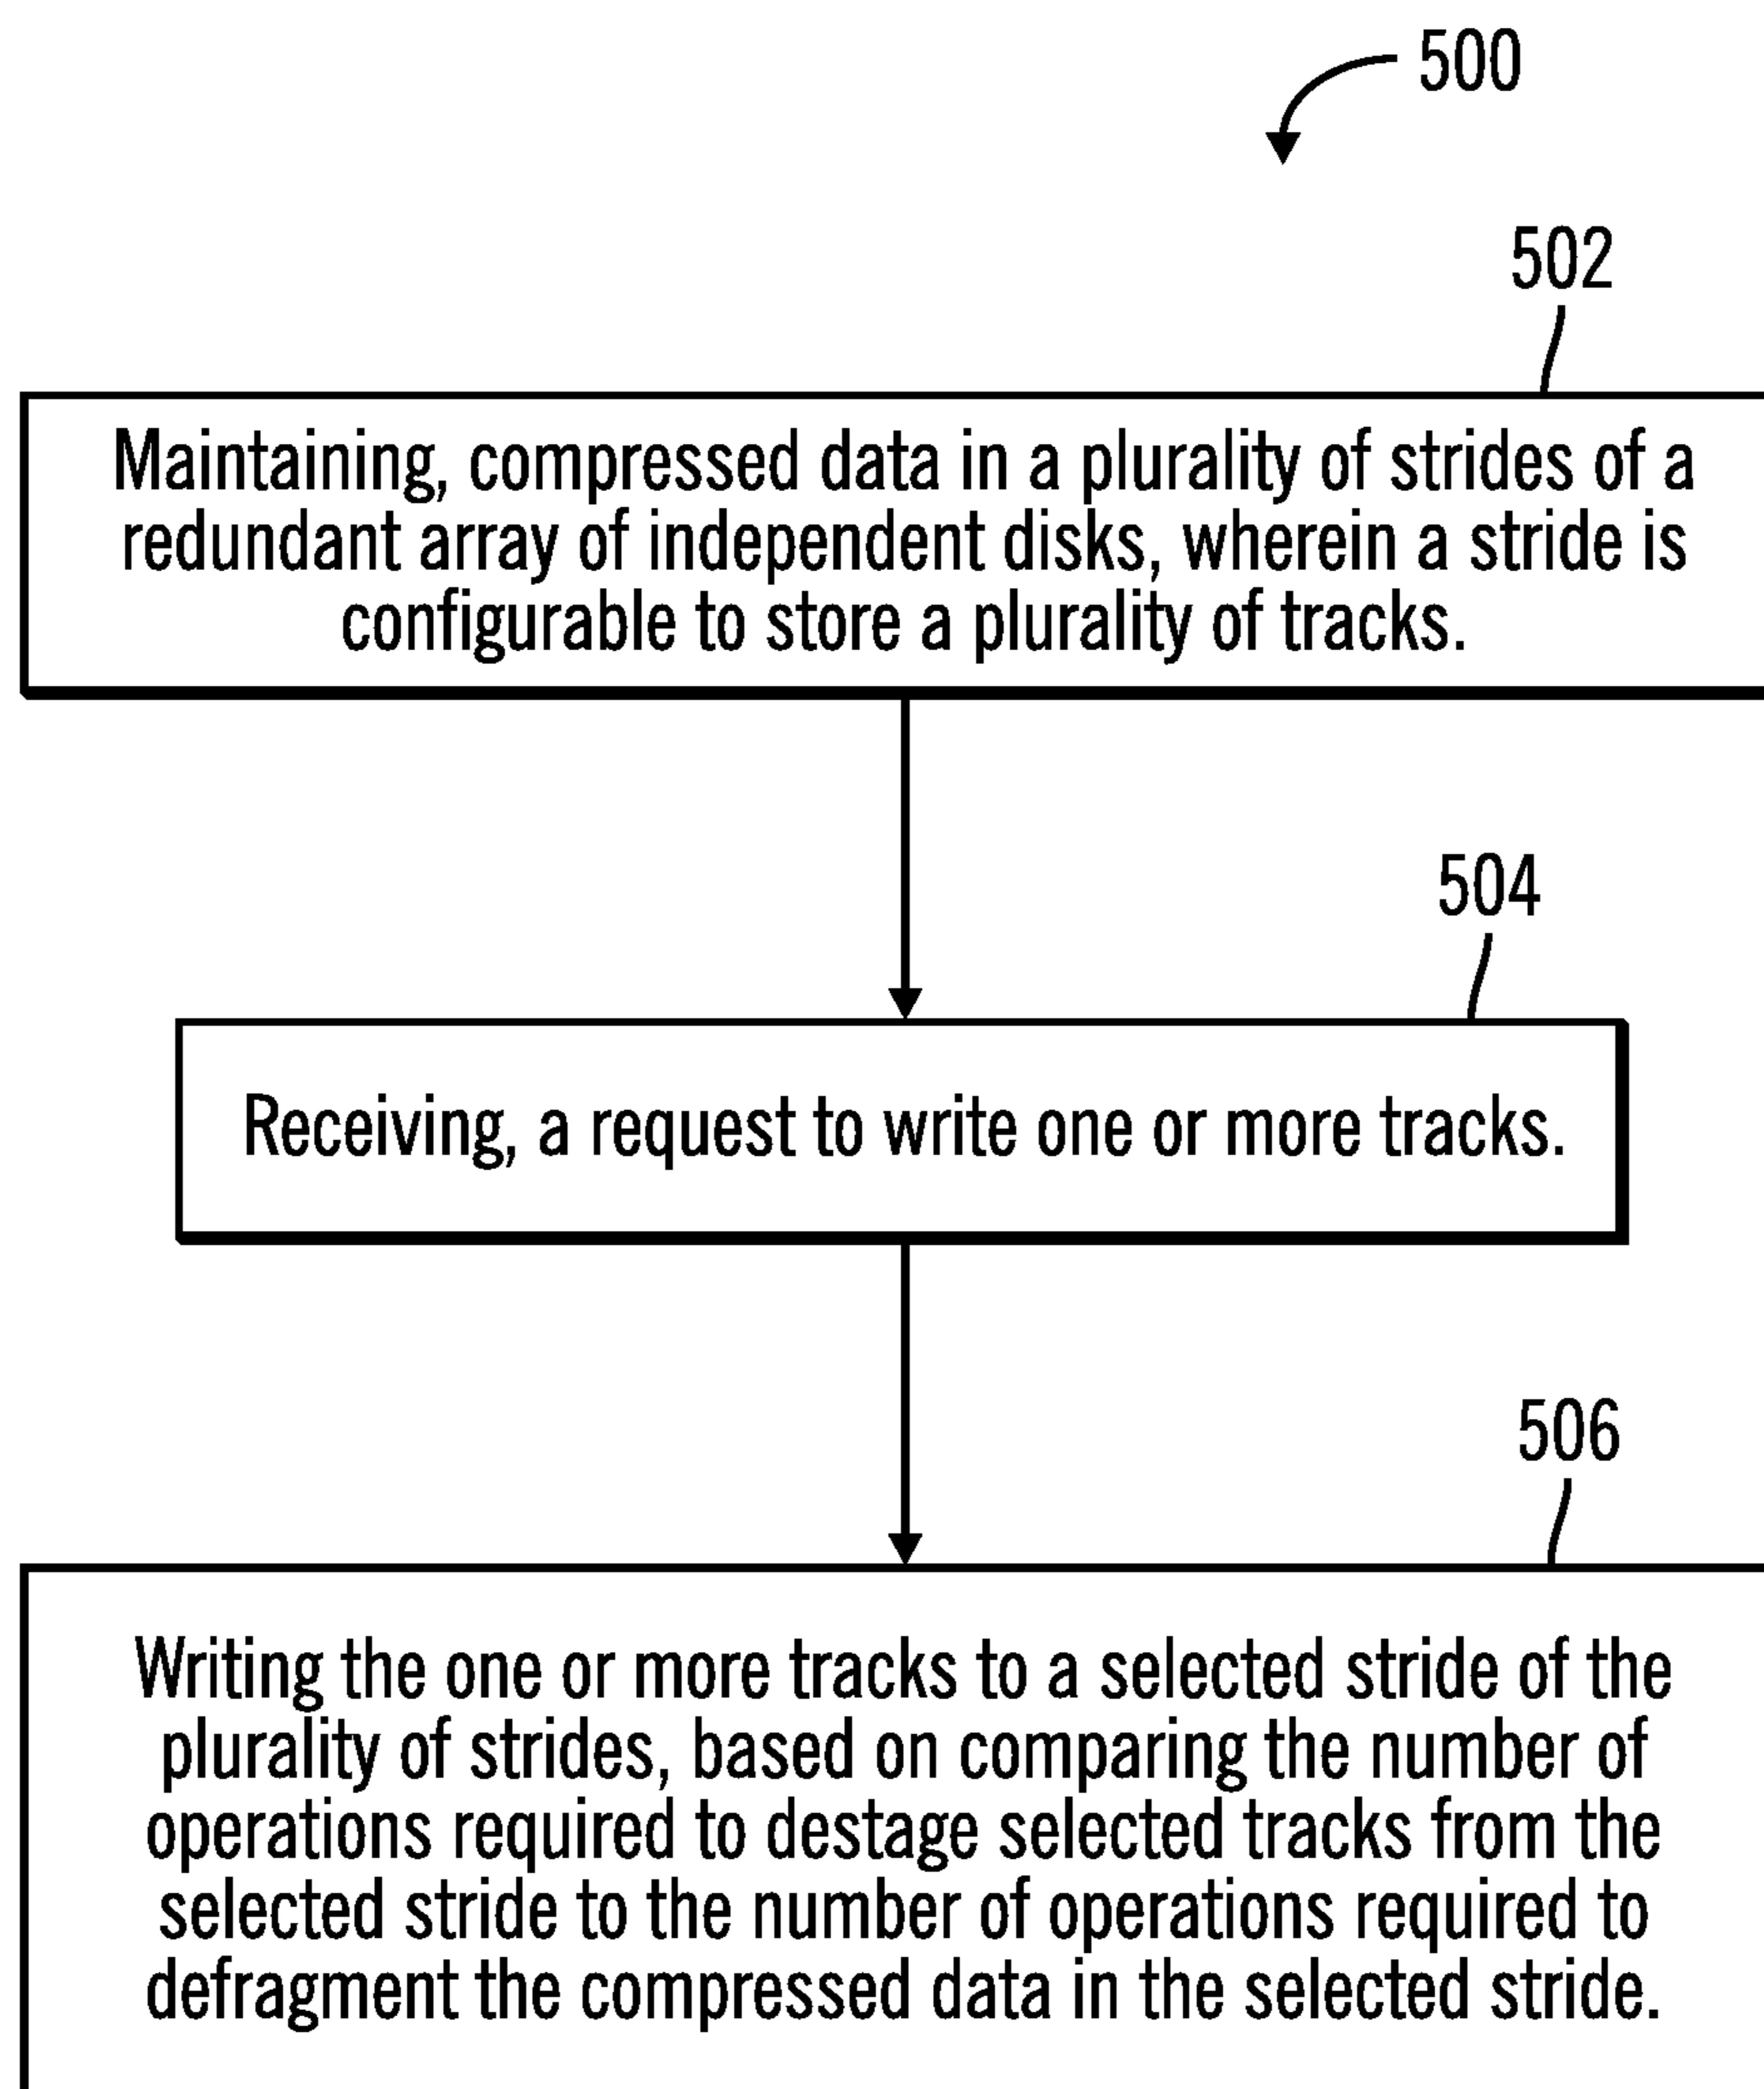 500
502
Maintaining, compressed data in a plurality of strides of a
redundant array of independent disks, wherein a stride is
configurable to store a plurality of tracks.
504
Receiving, a request to write one or more tracks.
506
Writing the one or more tracks to a selected stride of the
plurality of strides, based on comparing the number of
operations required to destage selected tracks from the
selected stride to the number of operations required to
defragment the compressed data in the selected stride.